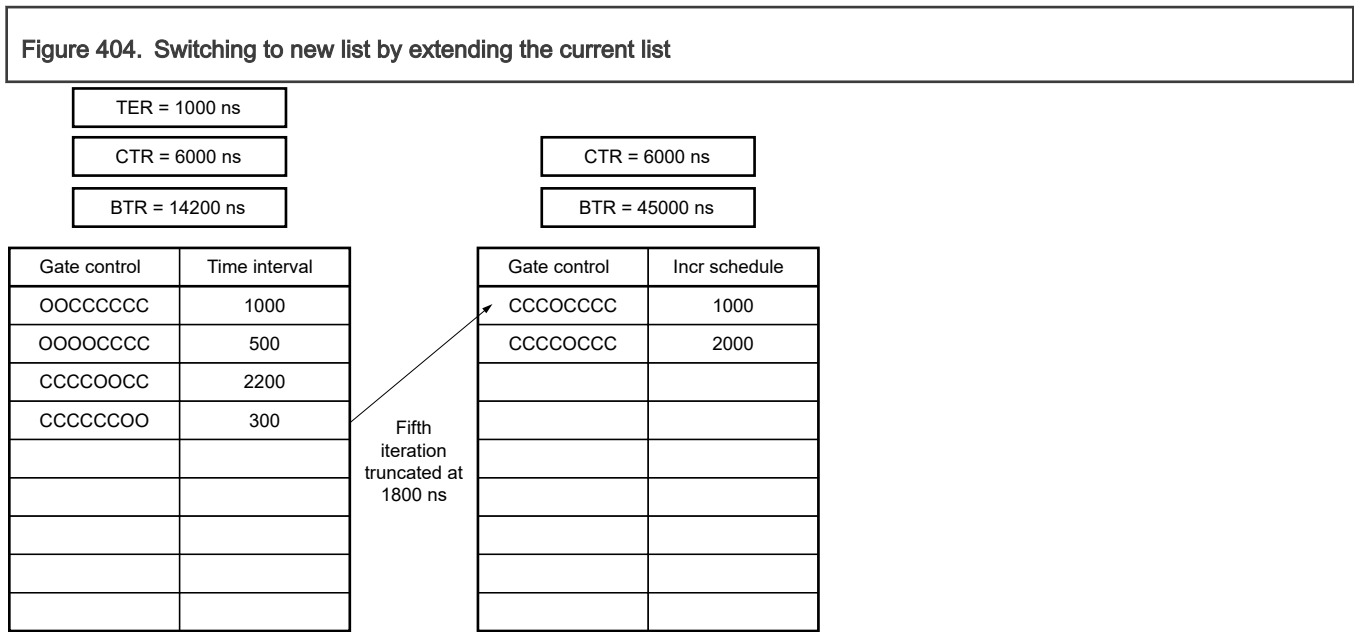 Figure 404. Switching to new list by extending the current list
TER = 1000 ns
CTR = 6000 ns
BTR = 14200 ns
CTR = 6000 ns
BTR = 45000 ns
Gate control Time interval
OOCCCCCC 1000
OOOOCCCC 500
CCCCOOCC 2200
CCCCCCOO 300
Fifth
iteration
truncated at
1800 ns
Gate control Incr schedule
CCCOCCCC 1000
CCCCOCCC 2000